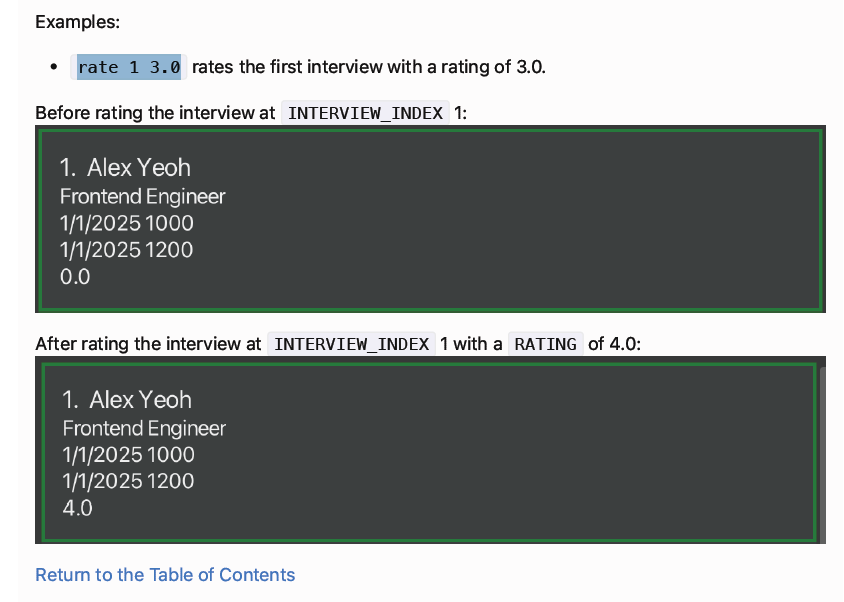 Examples:
• rate 1 3.0 rates the first interview with a rating of 3.0.
Before rating the interview at INTERVIEW_INDEX 1:
1. Alex Yeoh
Frontend Engineer
1/1/2025 1000
1/1/2025 1200
0.0
After rating the interview at INTERVIEW_INDEX 1 with a RATING of 4.0:
1. Alex Yeoh
Frontend Engineer
1/1/2025 1000
1/1/2025 1200
4.0
Return to the Table of Contents